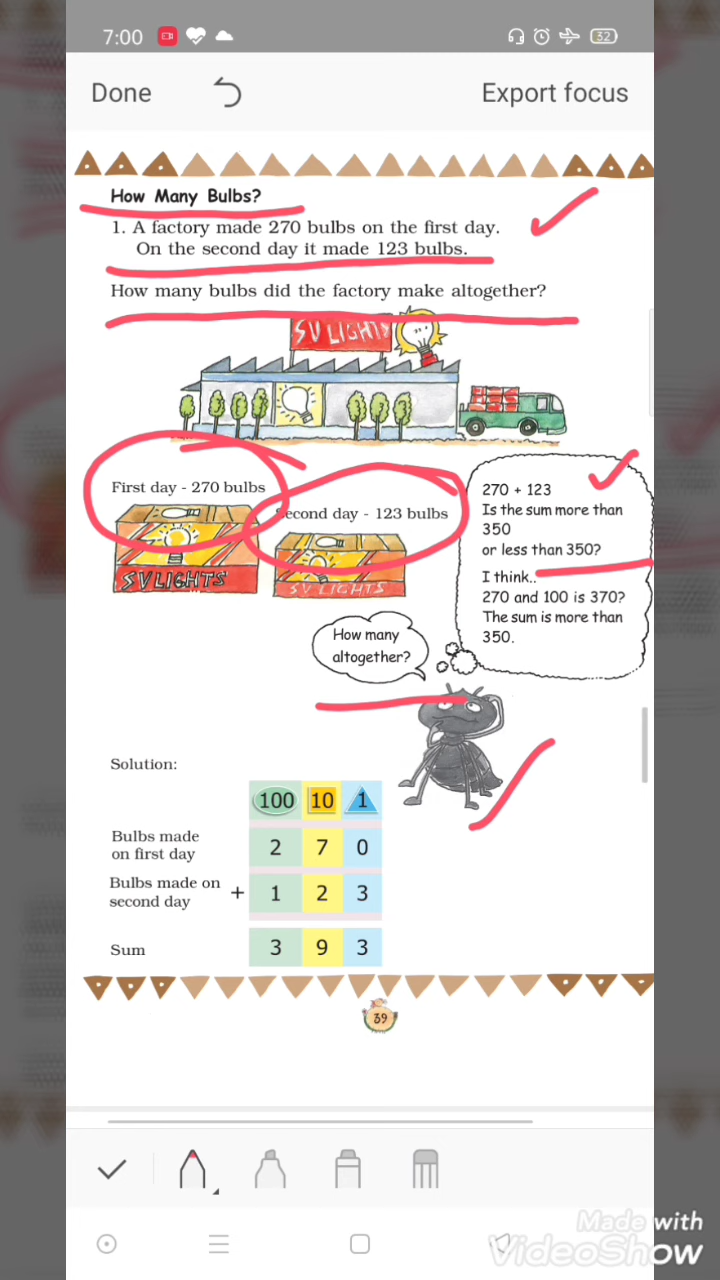 7:00
32
Done
Export focus
How Many Bulbs?
1. A factory made 270 bulbs on the first day.
On the second day it made 123 bulbs.
How many bulbs did the factory make altogether?
SV LIGHTS
First day - 270 bulbs
Second day - 123 bulbs
SV LIGHTS
SV LIGHTS
270 + 123
Is the sum more than
350
or less than 350?
I think..
270 and 100 is 370?
The sum is more than
350.
How many
altogether?
Solution:
100 10 1
Bulbs made
on first day
2 7 0
Bulbs made on
second day
+ 1 2 3
Sum 3 9 3
39
Made with
VideoShow